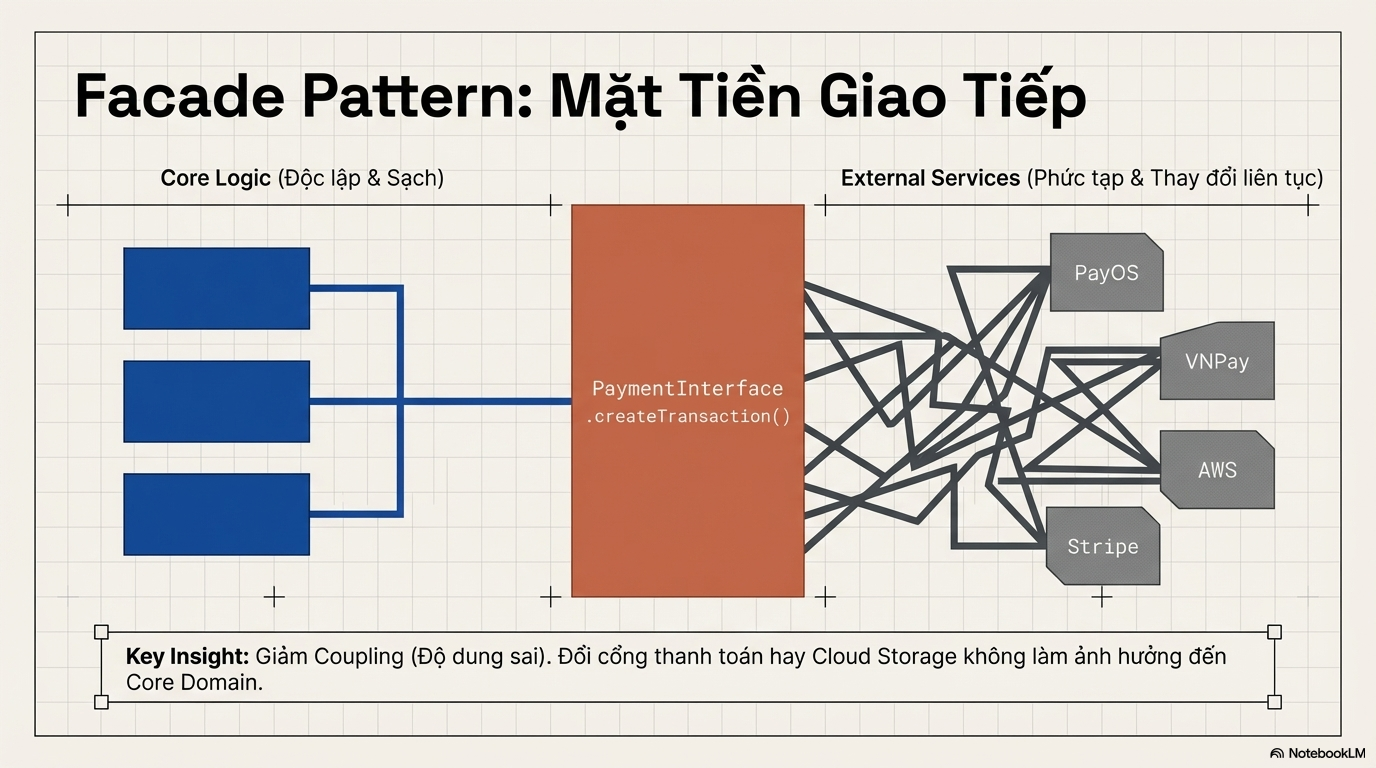 Facade Pattern: Mặt Tiền Giao Tiếp
Core Logic (Độc lập & Sạch)
External Services (Phức tạp & Thay đổi liên tục)
PaymentInterface
.createTransaction()
PayOS
VNPay
AWS
Stripe
Key Insight: Giảm Coupling (Độ dung sai). Đổi cổng thanh toán hay Cloud Storage không làm ảnh hưởng đến
Core Domain.
NotebookLM